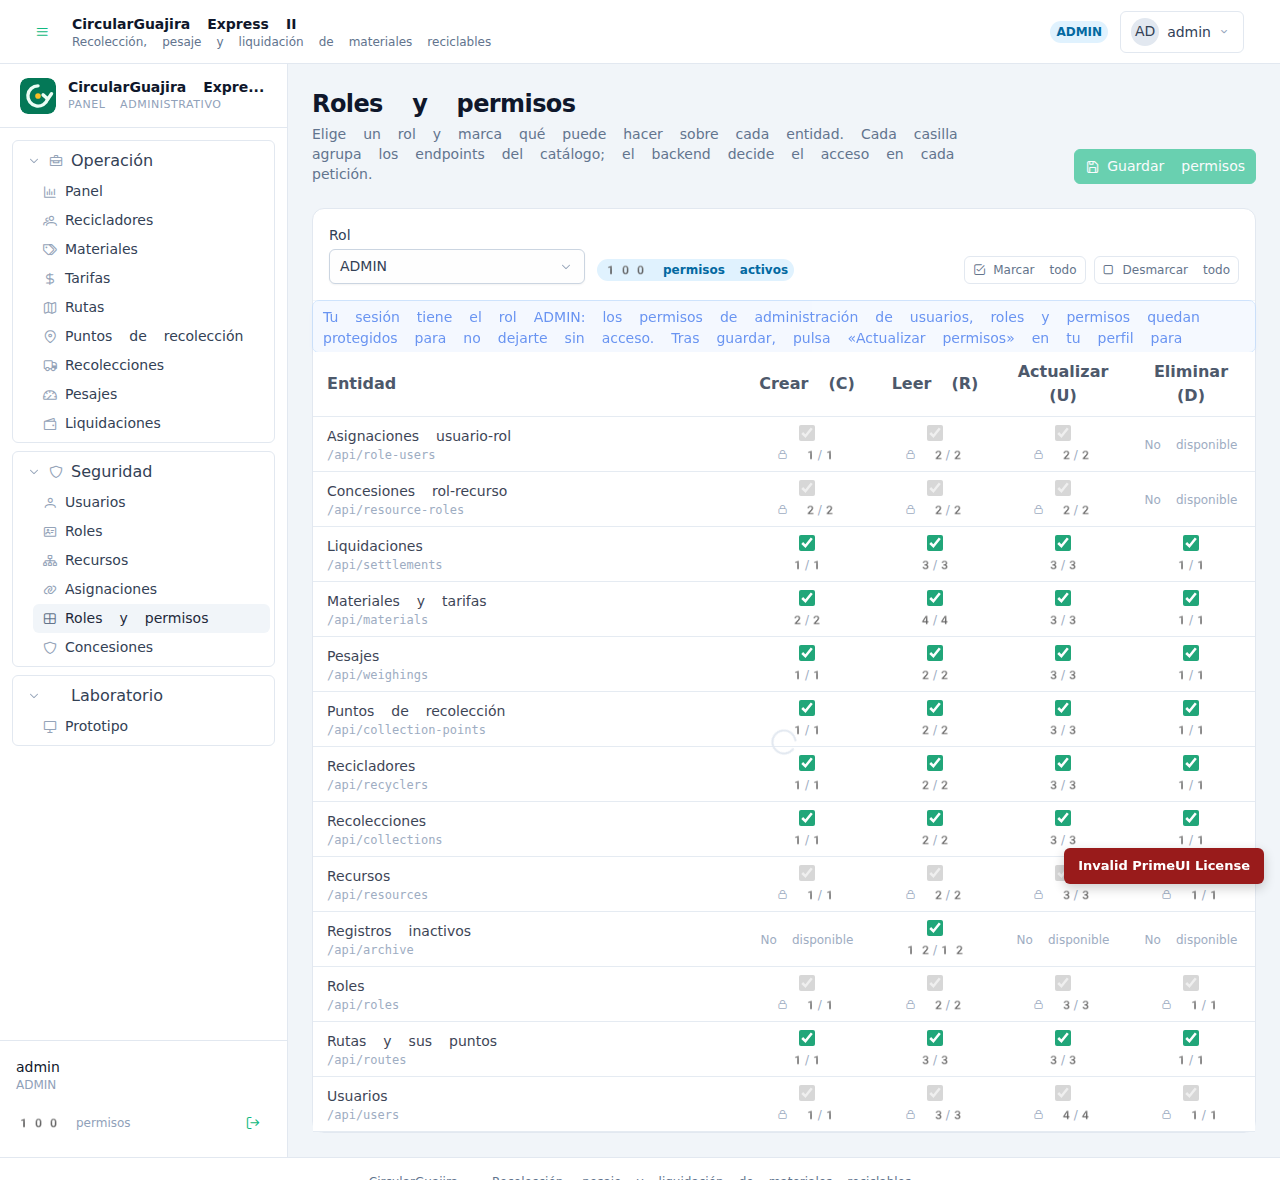 CircularGuajira Express II
Recolección, pesaje y liquidación de materiales reciclables
ADMIN
AD admin
CircularGuajira Expre...
PANEL ADMINISTRATIVO
Operación
Panel
Recicladores
Materiales
Tarifas
Rutas
Puntos de recolección
Recolecciones
Pesajes
Liquidaciones
Seguridad
Usuarios
Roles
Recursos
Asignaciones
Roles y permisos
Concesiones
Laboratorio
Prototipo
admin
ADMIN
100 permisos
Roles y permisos
Elige un rol y marca qué puede hacer sobre cada entidad. Cada casilla
agrupa los endpoints del catálogo; el backend decide el acceso en cada
petición.
Guardar permisos
Rol
ADMIN
100 permisos activos
Marcar todo
Desmarcar todo
Tu sesión tiene el rol ADMIN: los permisos de administración de usuarios, roles y permisos quedan
protegidos para no dejarte sin acceso. Tras guardar, pulsa «Actualizar permisos» en tu perfil para
Entidad Crear (C) Leer (R) Actualizar (U) Eliminar (D)
Asignaciones usuario-rol
/api/role-users
1/1 2/2 2/2 No disponible
Concesiones rol-recurso
/api/resource-roles
2/2 2/2 2/2 No disponible
Liquidaciones
/api/settlements
1/1 3/3 3/3 1/1
Materiales y tarifas
/api/materials
2/2 4/4 3/3 1/1
Pesajes
/api/weighings
1/1 2/2 3/3 1/1
Puntos de recolección
/api/collection-points
1/1 2/2 3/3 1/1
Recicladores
/api/recyclers
1/1 2/2 3/3 1/1
Recolecciones
/api/collections
1/1 2/2 3/3 1/1
Invalid PrimeUI License
Recursos
/api/resources
1/1 2/2 3/3 1/1
Registros inactivos
/api/archive
No disponible 12/12 No disponible No disponible
Roles
/api/roles
1/1 2/2 3/3 1/1
Rutas y sus puntos
/api/routes
1/1 3/3 3/3 1/1
Usuarios
/api/users
1/1 3/3 4/4 1/1
CircularGuajira Recolección, pesaje y liquidación de materiales reciclables